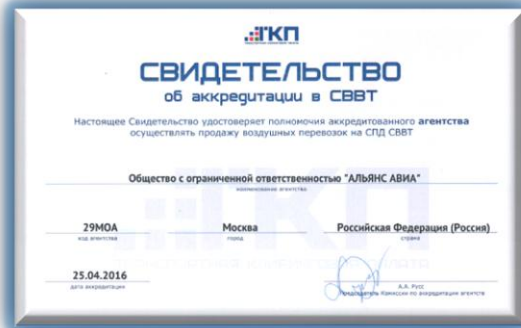 ТКП
СВИДЕТЕЛЬСТВО
об аккредитации в СВВТ
Настоящее Свидетельство удостоверяет полномочия аккредитованного агентства
осуществлять продажу воздушных перевозок на СПД СВВТ
Общество с ограниченной ответственностью "АЛЬЯНС АВИА"
наименование агентства
29МОА Москва Российская Федерация (Россия)
код агентства город страна
25.04.2016
дата аккредитации
А.А. Русс
Председатель Комиссии по аккредитации агентств